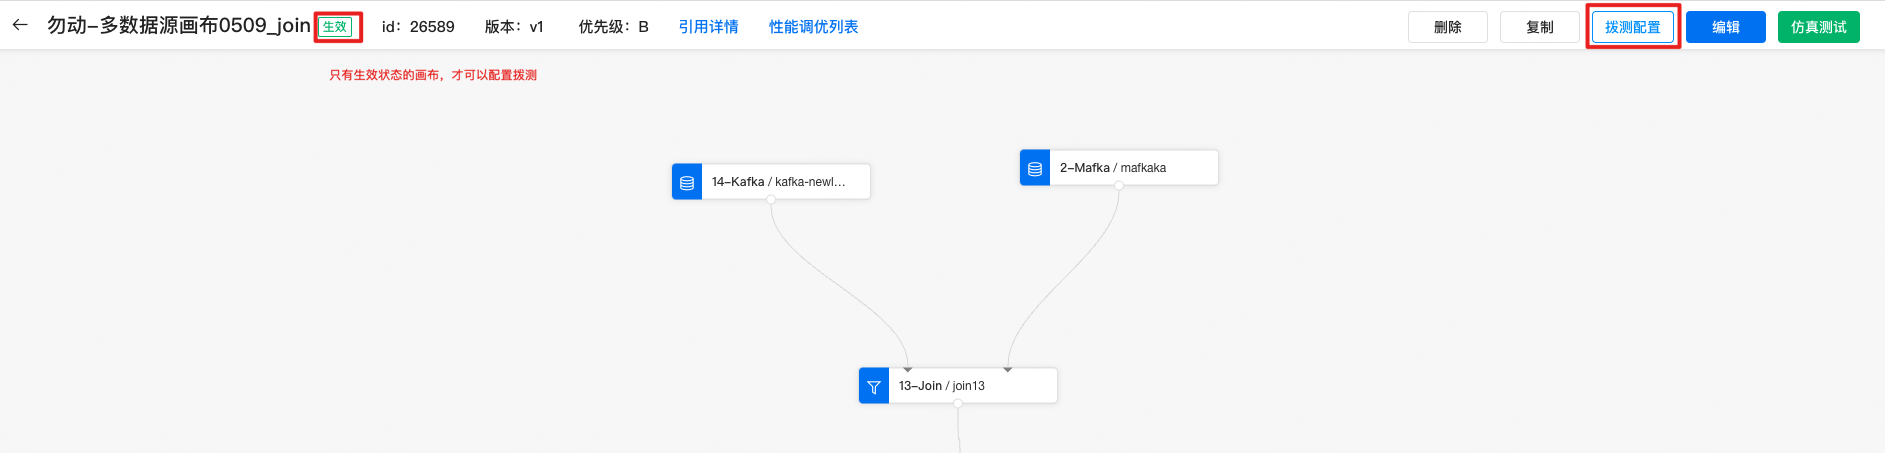 勿动-多数据源画布0509_join 生效 id：26589 版本：v1 优先级：B 引用详情 性能调优列表 删除 复制 拨测配置 编辑 仿真测试
只有生效状态的画布，才可以配置拨测
2-Mafka / mafkaka
14-Kafka / kafka-newl...
13-Join / join13